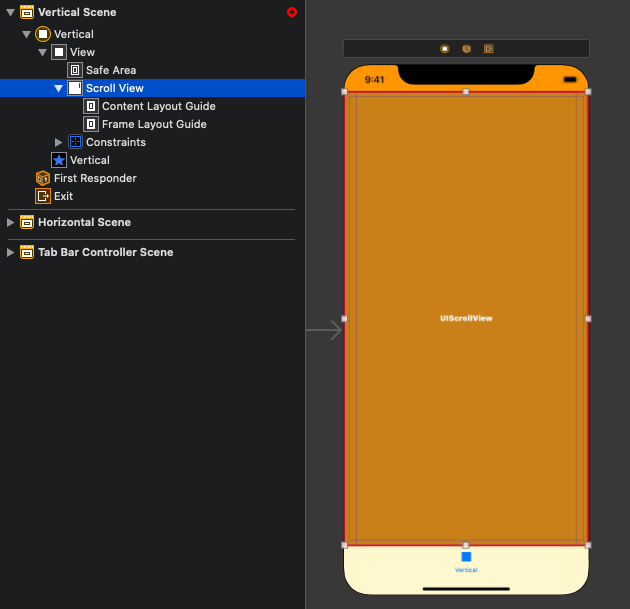 Vertical Scene
Vertical
View
Safe Area
Scroll View
Content Layout Guide
Frame Layout Guide
Constraints
Vertical
First Responder
Exit
Horizontal Scene
Tab Bar Controller Scene
9:41
UIScrollView
Vertical